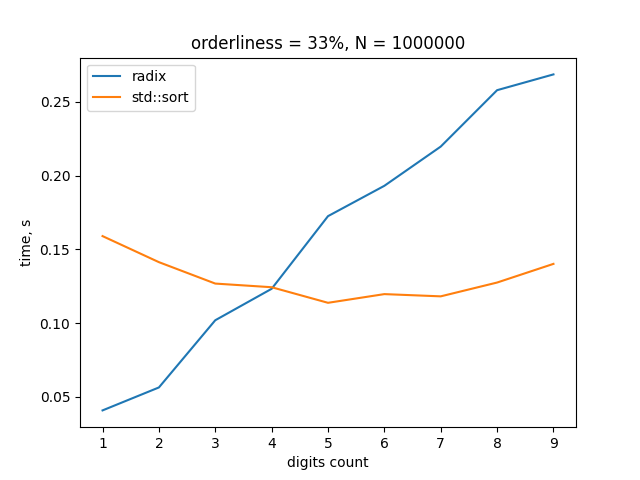 orderliness = 33%, N = 1000000
radix
std::sort
time, s
0.25
0.20
0.15
0.10
0.05
1 2 3 4 5 6 7 8 9
digits count